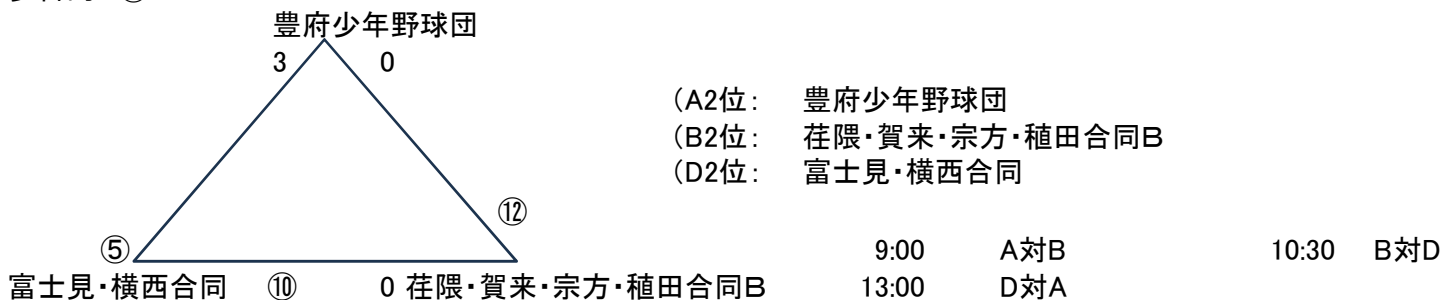 豊府少年野球団
3 0
(A2位: 豊府少年野球団
(B2位: 荏隈・賀来・宗方・稙田合同B
(D2位: 富士見・横西合同
⑫
⑤ 9:00 A対B 10:30 B対D
富士見・横西合同 ⑩ 0 荏隈・賀来・宗方・稙田合同B 13:00 D対A